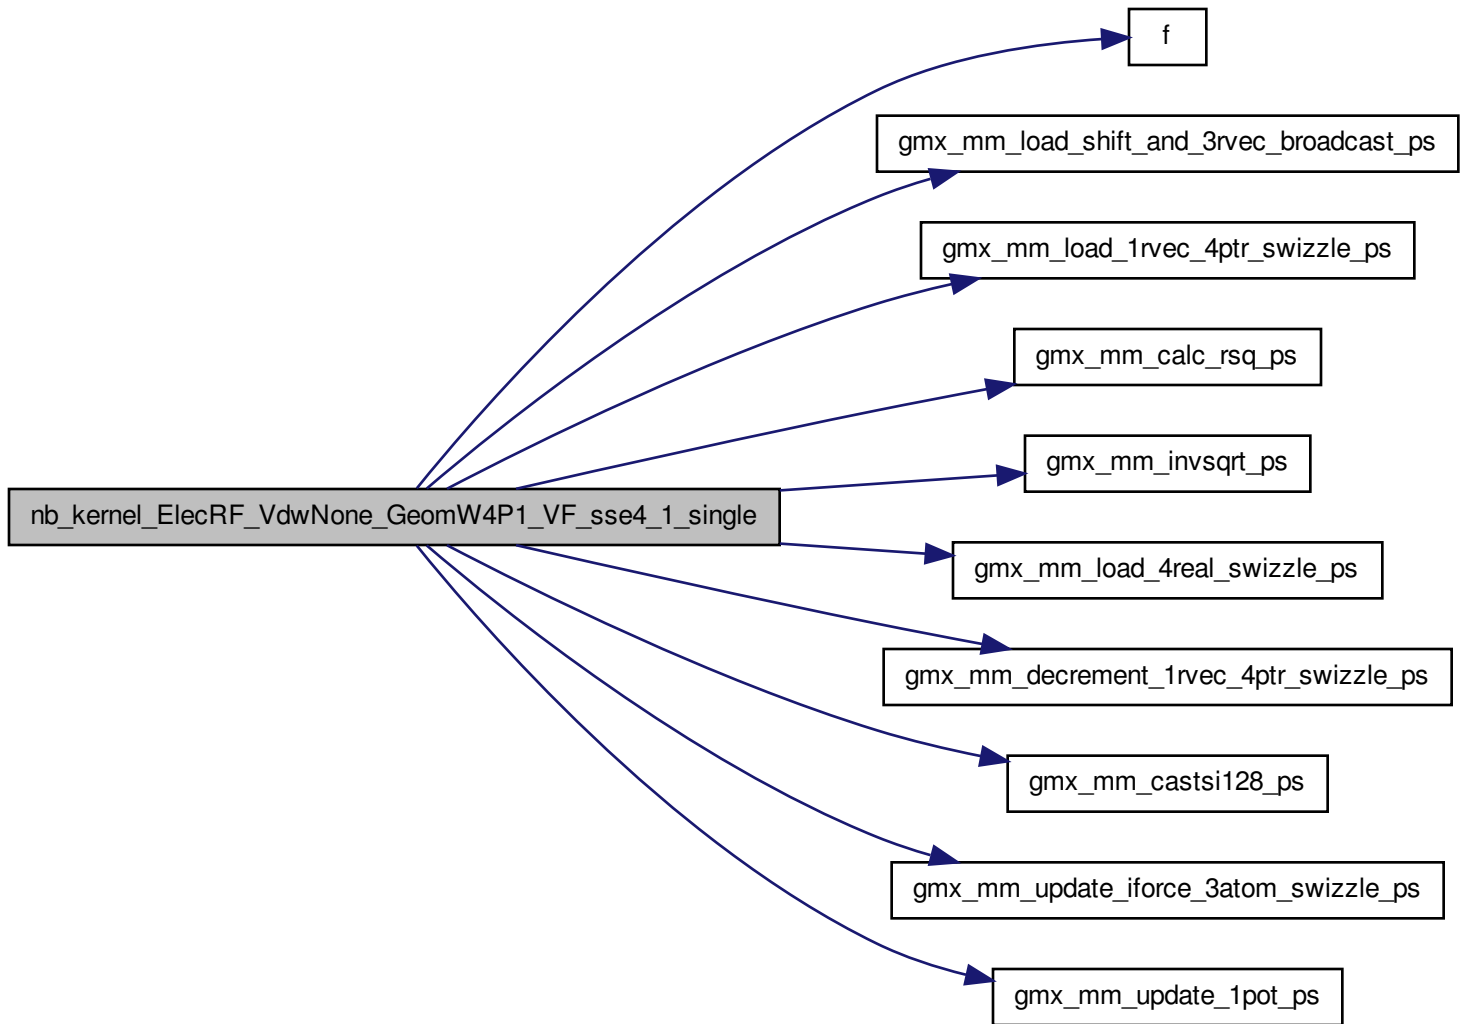 f
gmx_mm_load_shift_and_3rvec_broadcast_ps
gmx_mm_load_1rvec_4ptr_swizzle_ps
gmx_mm_calc_rsq_ps
gmx_mm_invsqrt_ps
nb_kernel_ElecRF_VdwNone_GeomW4P1_VF_sse4_1_single
gmx_mm_load_4real_swizzle_ps
gmx_mm_decrement_1rvec_4ptr_swizzle_ps
gmx_mm_castsi128_ps
gmx_mm_update_iforce_3atom_swizzle_ps
gmx_mm_update_1pot_ps